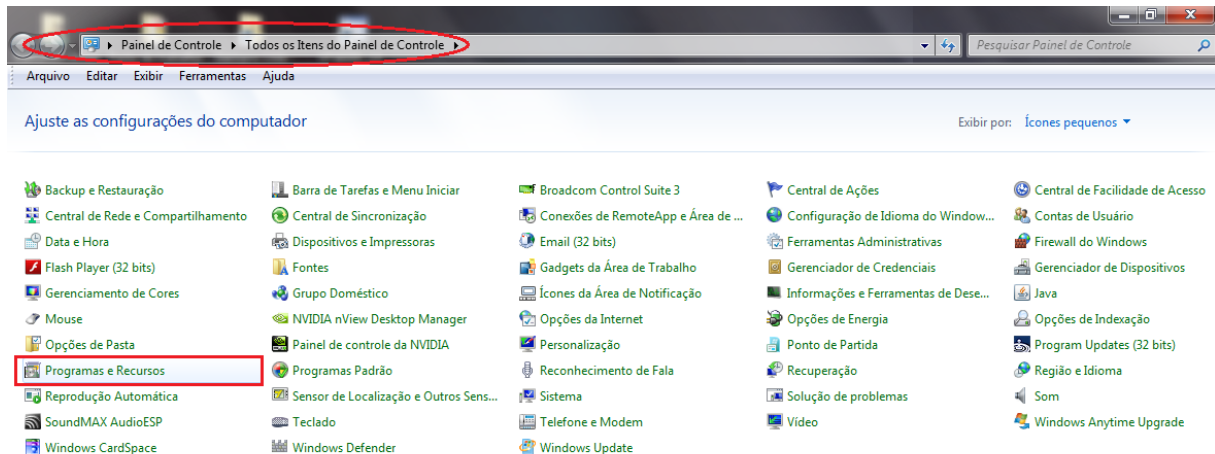 Painel de Controle ▸ Todos os Itens do Painel de Controle ▸ Pesquisar Painel de Controle
Arquivo Editar Exibir Ferramentas Ajuda
Ajuste as configurações do computador Exibir por: Ícones pequenos
Backup e Restauração Barra de Tarefas e Menu Iniciar Broadcom Control Suite 3 Central de Ações Central de Facilidade de Acesso
Central de Rede e Compartilhamento Central de Sincronização Conexões de RemoteApp e Área de ... Configuração de Idioma do Window... Contas de Usuário
Data e Hora Dispositivos e Impressoras Email (32 bits) Ferramentas Administrativas Firewall do Windows
Flash Player (32 bits) Fontes Gadgets da Área de Trabalho Gerenciador de Credenciais Gerenciador de Dispositivos
Gerenciamento de Cores Grupo Doméstico Ícones da Área de Notificação Informações e Ferramentas de Dese... Java
Mouse NVIDIA nView Desktop Manager Opções da Internet Opções de Energia Opções de Indexação
Opções de Pasta Painel de controle da NVIDIA Personalização Ponto de Partida Program Updates (32 bits)
Programas e Recursos Programas Padrão Reconhecimento de Fala Recuperação Região e Idioma
Reprodução Automática Sensor de Localização e Outros Sens... Sistema Solução de problemas Som
SoundMAX AudioESP Teclado Telefone e Modem Vídeo Windows Anytime Upgrade
Windows CardSpace Windows Defender Windows Update